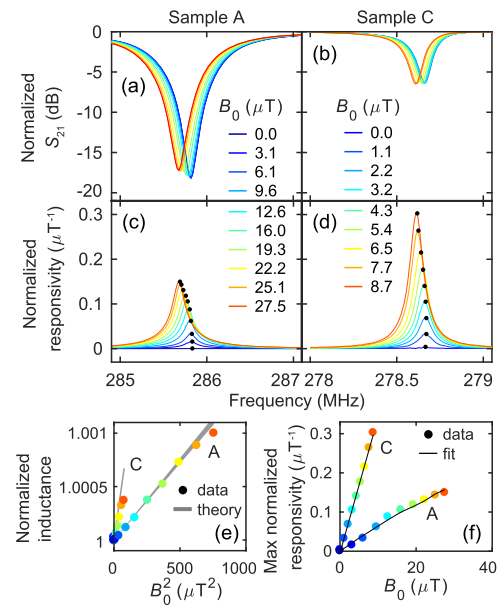 Sample A
Sample C
Normalized
S₂₁ (dB)
0
-5
-10
-15
-20
(a)
(b)
B₀ (μT)
0.0
3.1
6.1
9.6
12.6
16.0
19.3
22.2
25.1
27.5
B₀ (μT)
0.0
1.1
2.2
3.2
4.3
5.4
6.5
7.7
8.7
Normalized
responsivity (μT⁻¹)
0.3
0.2
0.1
0
(c)
(d)
285
286
287
278
278.5
279
Frequency (MHz)
Normalized
inductance
1.001
1.0005
1
C
A
data
theory
(e)
0
500
1000
B₀² (μT²)
Max normalized
responsivity (μT⁻¹)
0.3
0.2
0.1
0
C
A
data
fit
(f)
0
20
40
B₀ (μT)